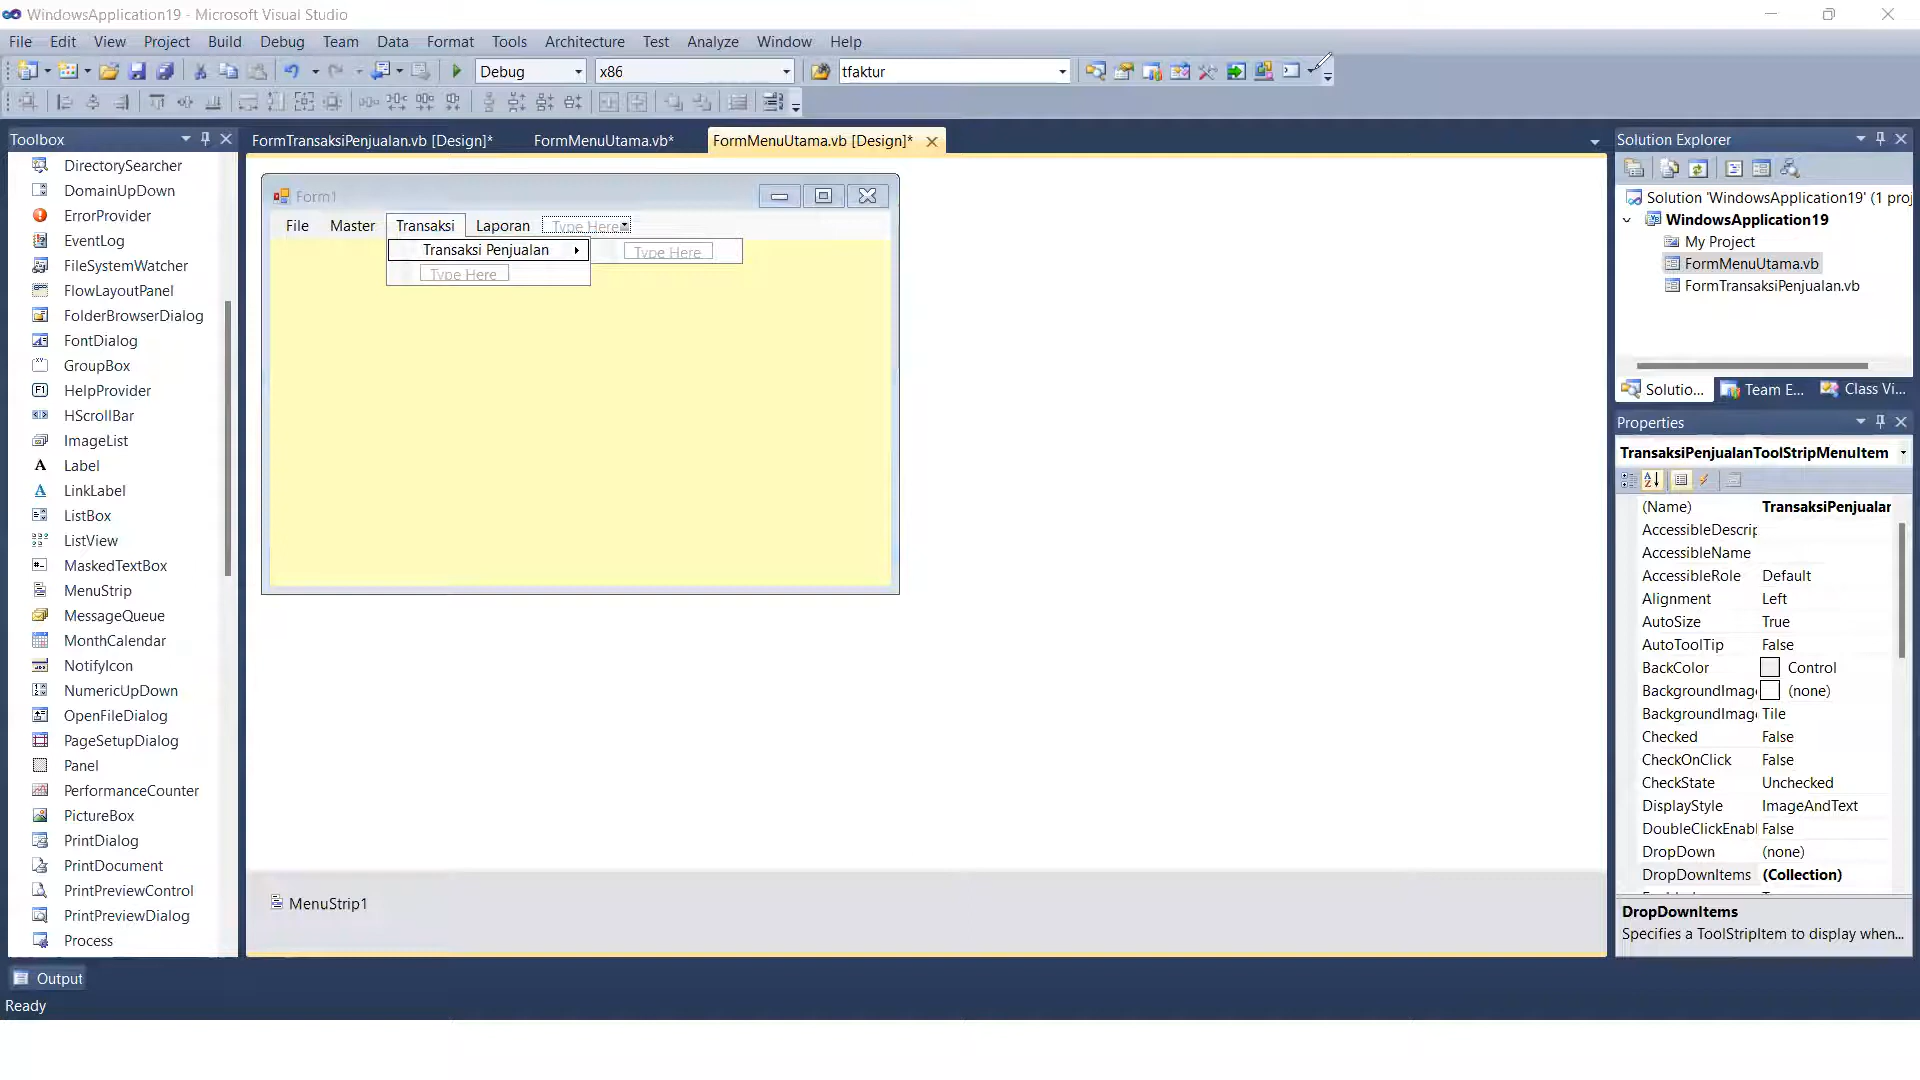 WindowsApplication19 - Microsoft Visual Studio
File Edit View Project Build Debug Team Data Format Tools Architecture Test Analyze Window Help
Debug x86 tfaktur
Toolbox
DirectorySearcher
DomainUpDown
ErrorProvider
EventLog
FileSystemWatcher
FlowLayoutPanel
FolderBrowserDialog
FontDialog
GroupBox
HelpProvider
HScrollBar
ImageList
Label
LinkLabel
ListBox
ListView
MaskedTextBox
MenuStrip
MessageQueue
MonthCalendar
NotifyIcon
NumericUpDown
OpenFileDialog
PageSetupDialog
Panel
PerformanceCounter
PictureBox
PrintDialog
PrintDocument
PrintPreviewControl
PrintPreviewDialog
Process
FormTransaksiPenjualan.vb [Design]* FormMenuUtama.vb* FormMenuUtama.vb [Design]*
Form1
File Master Transaksi Laporan Type Here
Transaksi Penjualan Type Here
Type Here
MenuStrip1
Solution Explorer
Solution 'WindowsApplication19' (1 proj
WindowsApplication19
My Project
FormMenuUtama.vb
FormTransaksiPenjualan.vb
Solutio... Team E... Class Vi...
Properties
TransaksiPenjualanToolStripMenuItem
(Name) TransaksiPenjualan
AccessibleDescrip
AccessibleName
AccessibleRole Default
Alignment Left
AutoSize True
AutoToolTip False
BackColor Control
BackgroundImage (none)
BackgroundImage Tile
Checked False
CheckOnClick False
CheckState Unchecked
DisplayStyle ImageAndText
DoubleClickEnabl False
DropDown (none)
DropDownItems (Collection)
DropDownItems
Specifies a ToolStripItem to display when...
Output
Ready